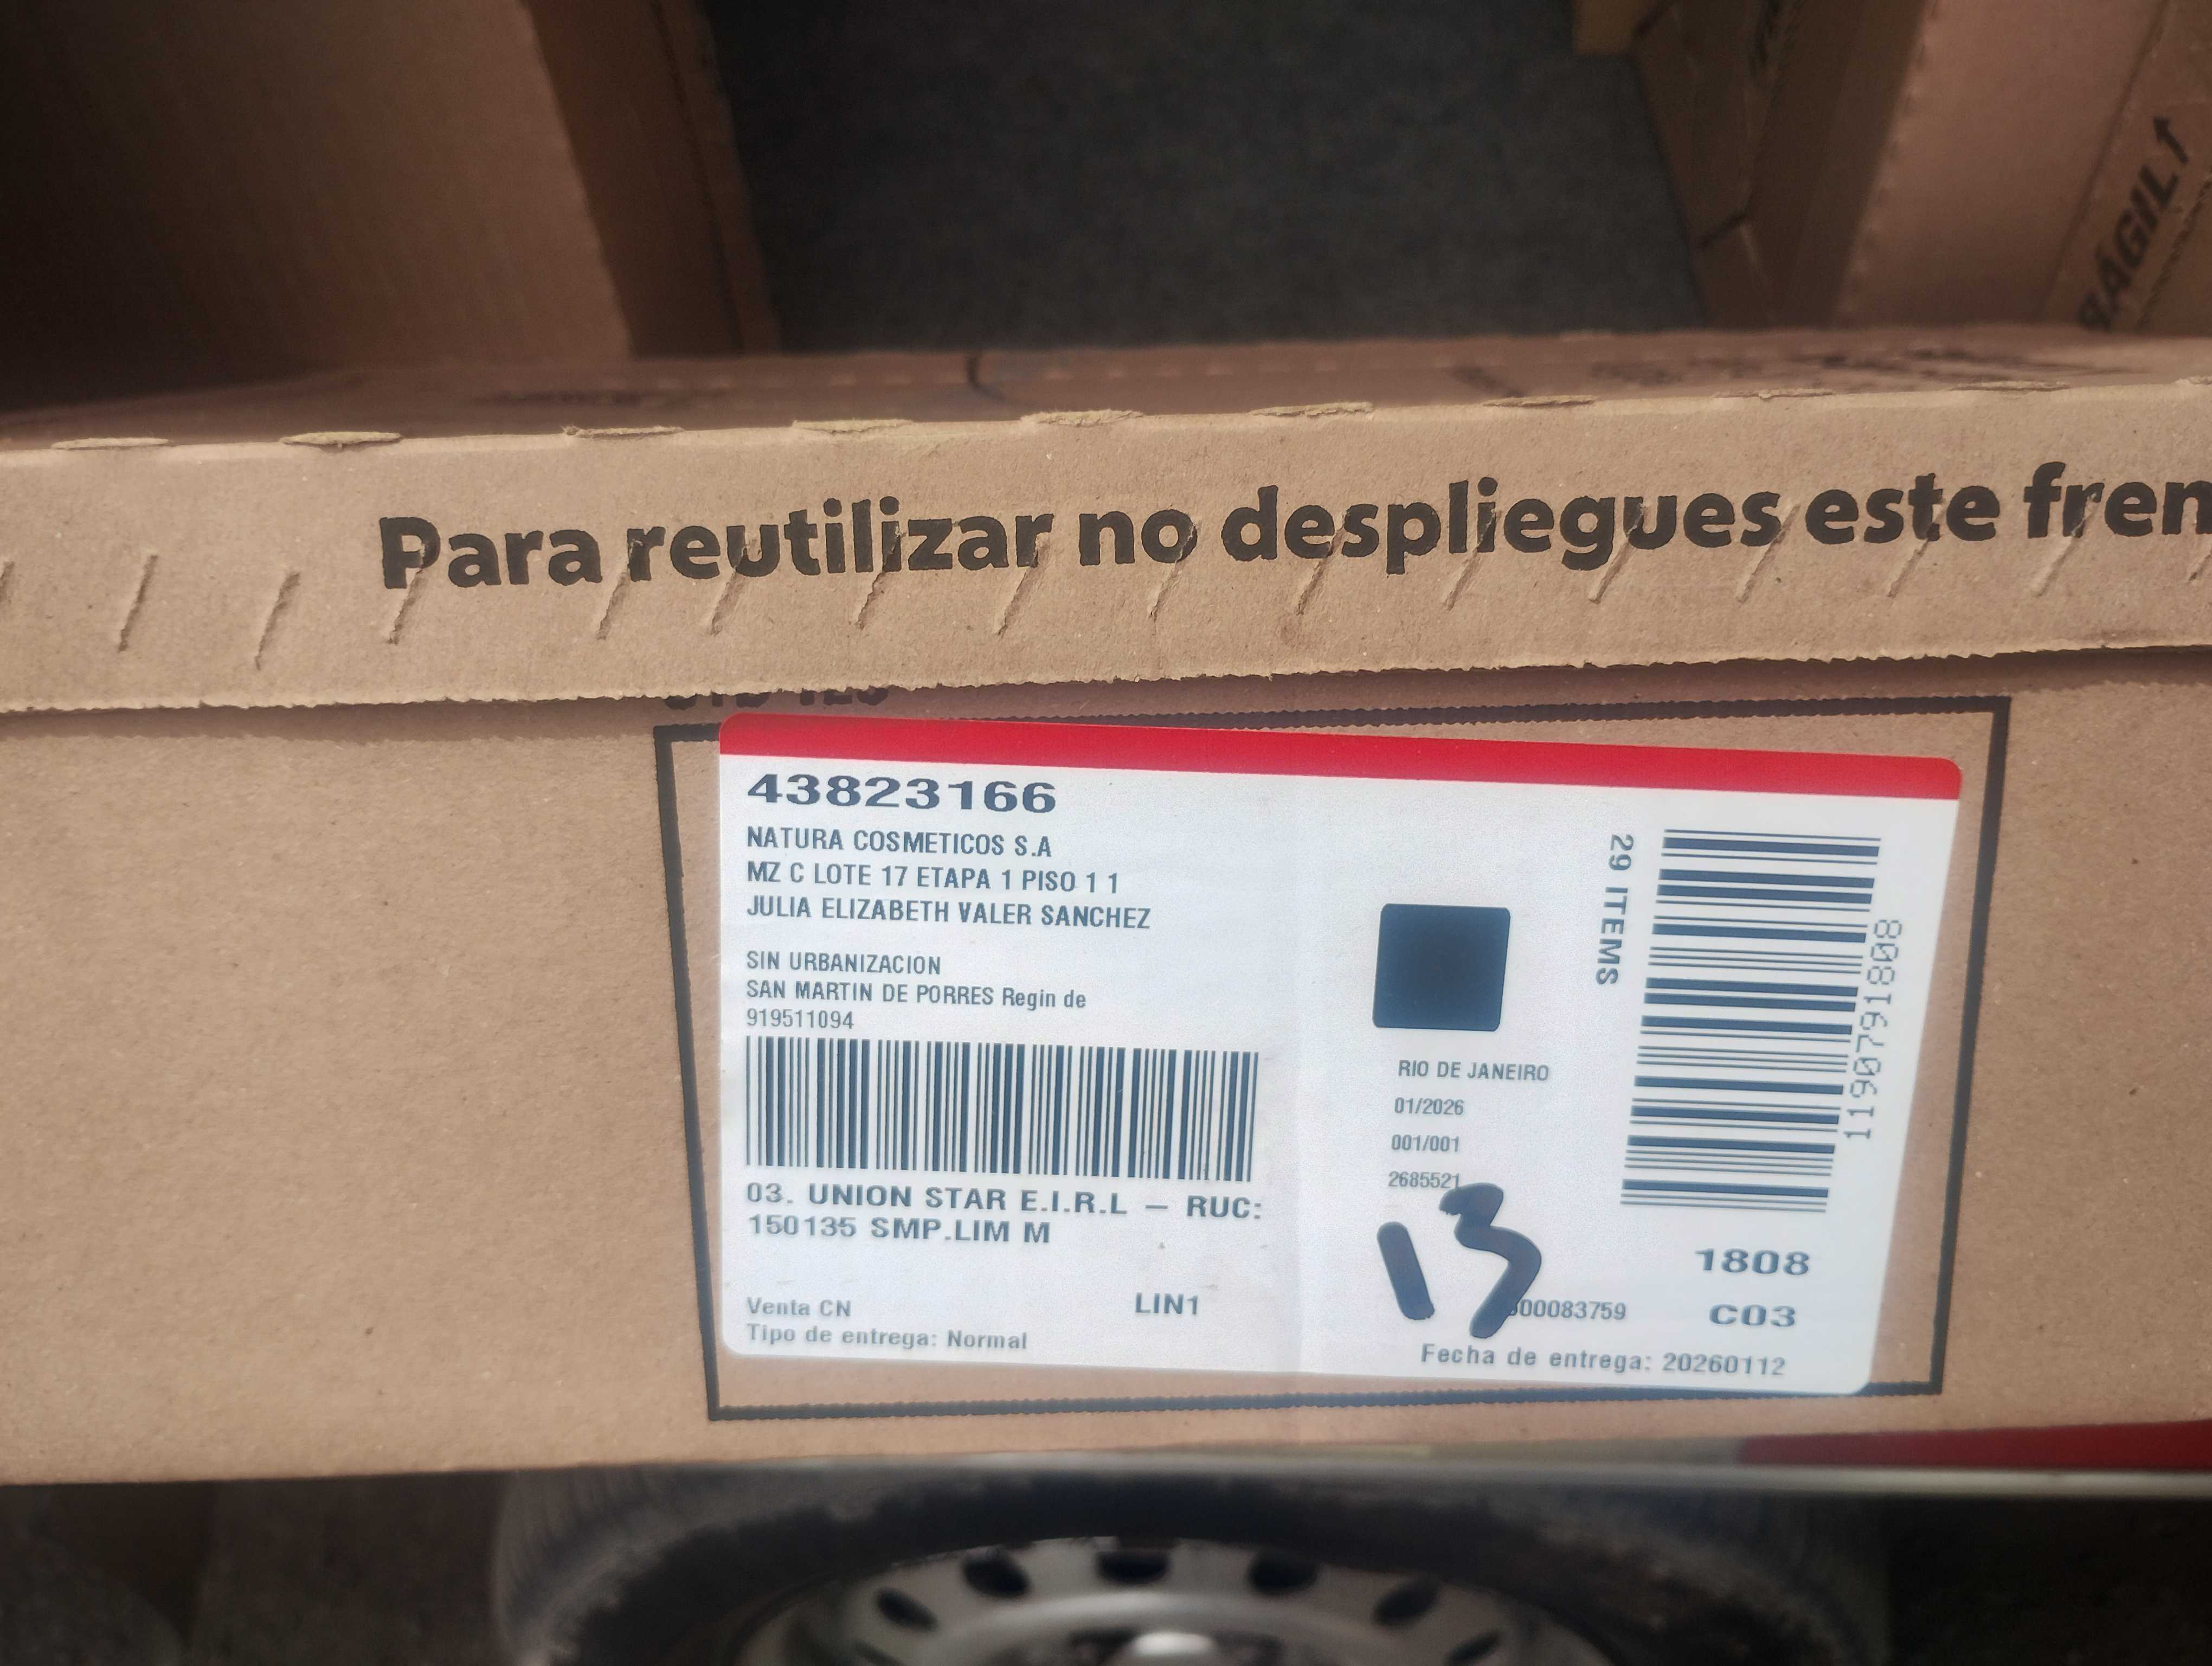 FRÁGIL
Para reutilizar no despliegues este fren
43823166
NATURA COSMETICOS S.A
MZ C LOTE 17 ETAPA 1 PISO 1 1
JULIA ELIZABETH VALER SANCHEZ
SIN URBANIZACION
SAN MARTIN DE PORRES Regin de
919511094
03. UNION STAR E.I.R.L — RUC:
150135 SMP.LIM M
Venta CN
LIN1
Tipo de entrega: Normal
RIO DE JANEIRO
01/2026
001/001
2685521
13
00083759
Fecha de entrega: 20260112
29 ITEMS
1190791808
1808
C03